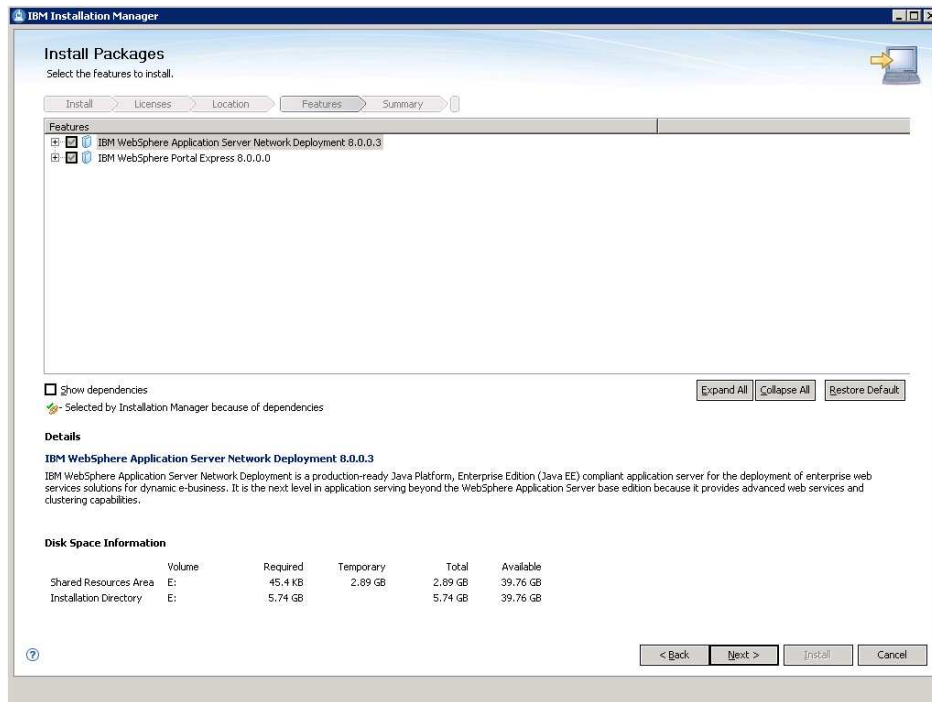 IBM Installation Manager
Install Packages
Select the features to install.
Install Licenses Location Features Summary
Features
IBM WebSphere Application Server Network Deployment 8.0.0.3
IBM WebSphere Portal Express 8.0.0.0
Show dependencies
Expand All Collapse All Restore Default
- Selected by Installation Manager because of dependencies
Details
IBM WebSphere Application Server Network Deployment 8.0.0.3
IBM WebSphere Application Server Network Deployment is a production-ready Java Platform, Enterprise Edition (Java EE) compliant application server for the deployment of enterprise web
services solutions for dynamic e-business. It is the next level in application serving beyond the WebSphere Application Server base edition because it provides advanced web services and
clustering capabilities.
Disk Space Information
Volume Required Temporary Total Available
Shared Resources Area E: 45.4 KB 2.89 GB 2.89 GB 39.76 GB
Installation Directory E: 5.74 GB 5.74 GB 39.76 GB
?
< Back Next > Install Cancel